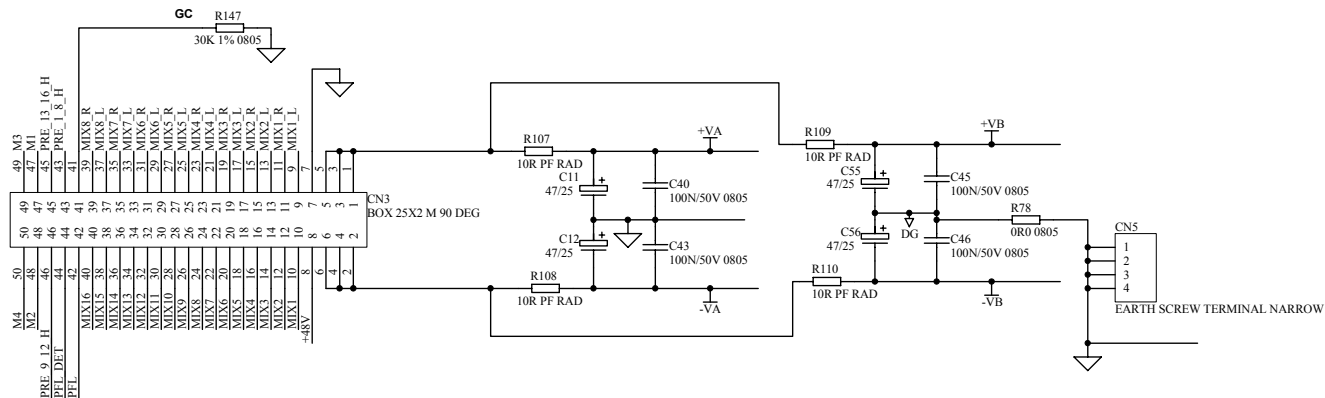 GC
R147
30K 1% 0805
M3
M1
PRE_13_16_H
PRE_1_8_H
MIX8_R
MIX8_L
MIX7_R
MIX7_L
MIX6_R
MIX6_L
MIX5_R
MIX5_L
MIX4_R
MIX4_L
MIX3_R
MIX3_L
MIX2_R
MIX2_L
MIX1_R
MIX1_L
49 47 45 43 41 39 37 35 33 31 29 27 25 23 21 19 17 15 13 11 9 7 5 3 1
49 47 45 43 41 39 37 35 33 31 29 27 25 23 21 19 17 15 13 11 9 7 5 3 1
50 48 46 44 42 40 38 36 34 32 30 28 26 24 22 20 18 16 14 12 10 8 6 4 2
50 48 46 44 42 40 38 36 34 32 30 28 26 24 22 20 18 16 14 12 10 8 6 4 2
CN3
BOX 25X2 M 90 DEG
M4
M2
PRE_9_12_H
PFL_DET
PFL
MIX16
MIX15
MIX14
MIX13
MIX12
MIX11
MIX10
MIX9
MIX8
MIX7
MIX6
MIX5
MIX4
MIX3
MIX2
MIX1
+48V
R107
10R PF RAD
+VA
C11
+
47/25
C40
100N/50V 0805
C12
+
47/25
C43
100N/50V 0805
R108
10R PF RAD
-VA
R109
10R PF RAD
+VB
C55
+
47/25
C45
100N/50V 0805
DG
C56
+
47/25
C46
100N/50V 0805
R110
10R PF RAD
-VB
R78
0R0 0805
CN5
1
2
3
4
EARTH SCREW TERMINAL NARROW